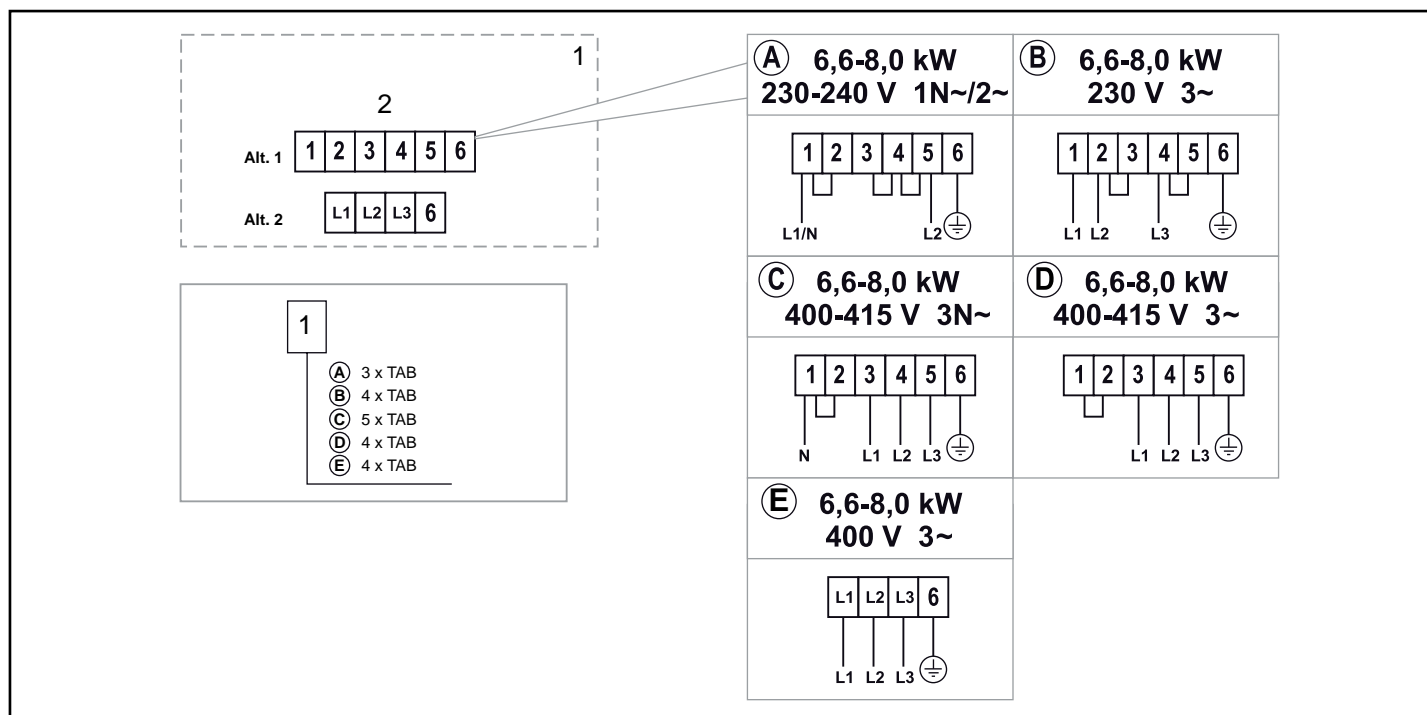 1
2
Alt. 1 1 2 3 4 5 6
Alt. 2 L1 L2 L3 6
1
A 3 x TAB
B 4 x TAB
C 5 x TAB
D 4 x TAB
E 4 x TAB
A 6,6-8,0 kW
230-240 V 1N~/2~
1 2 3 4 5 6
L1/N L2
B 6,6-8,0 kW
230 V 3~
1 2 3 4 5 6
L1 L2 L3
C 6,6-8,0 kW
400-415 V 3N~
1 2 3 4 5 6
N L1 L2 L3
D 6,6-8,0 kW
400-415 V 3~
1 2 3 4 5 6
L1 L2 L3
E 6,6-8,0 kW
400 V 3~
L1 L2 L3 6
L1 L2 L3